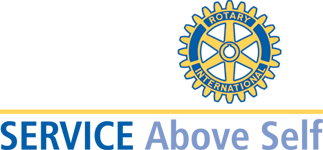 ROTARY
INTERNATIONAL
SERVICE Above Self